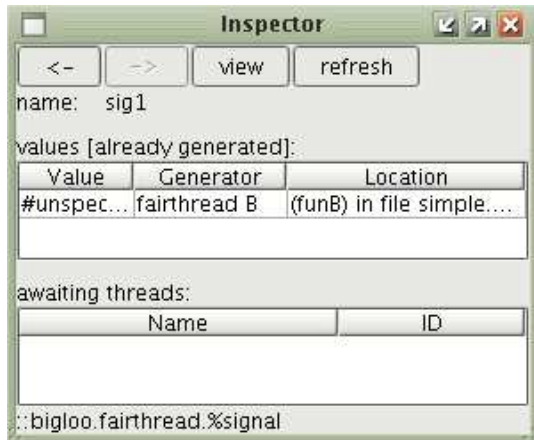 Inspector
<- -> view refresh
name: sig1
values [already generated]:
Value Generator Location
#unspec... fairthread B (funB) in file simple....
awaiting threads:
Name ID
::bigloo.fairthread.%signal